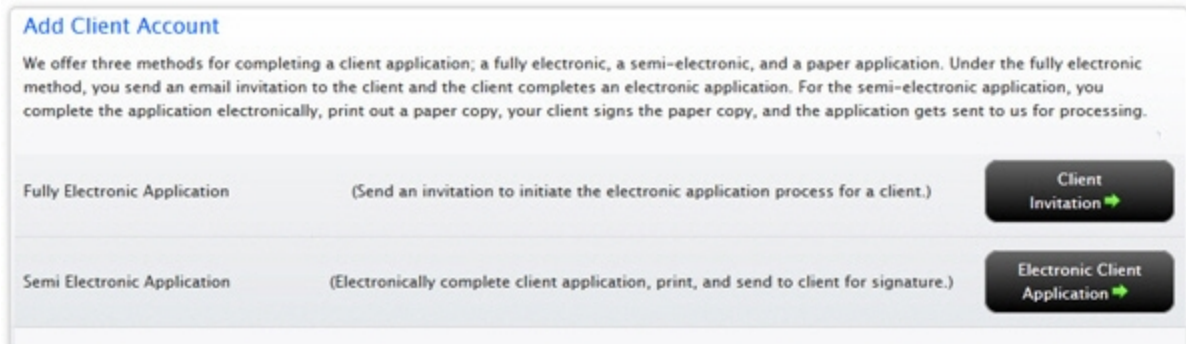 Add Client Account
We offer three methods for completing a client application; a fully electronic, a semi-electronic, and a paper application. Under the fully electronic
method, you send an email invitation to the client and the client completes an electronic application. For the semi-electronic application, you
complete the application electronically, print out a paper copy, your client signs the paper copy, and the application gets sent to us for processing.
Fully Electronic Application (Send an invitation to initiate the electronic application process for a client.) Client
Invitation
Semi Electronic Application (Electronically complete client application, print, and send to client for signature.) Electronic Client
Application